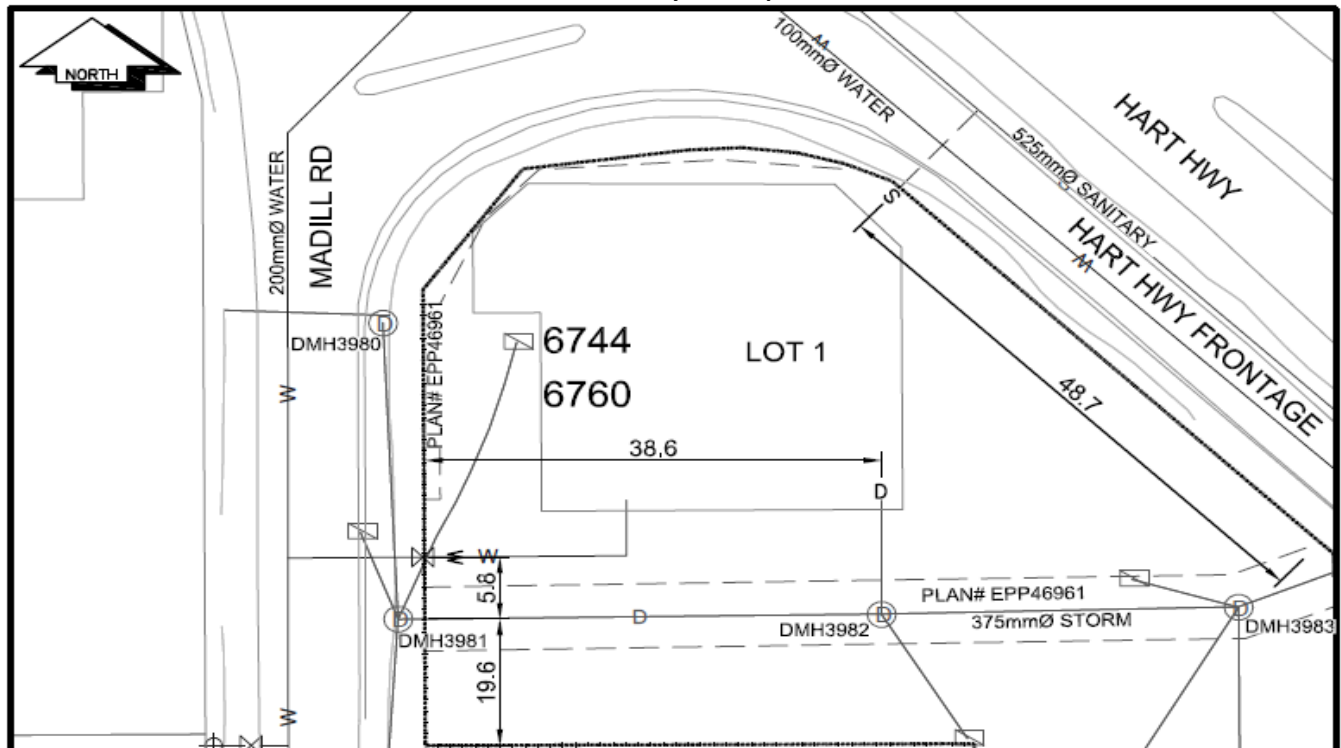 NORTH
100mmØ WATER
HART HWY
525mmØ SANITARY
200mmØ WATER
MADILL RD
S
HART HWY FRONTAGE
W
PLAN# EPP46961
DMH3980
D
6744
6760
LOT 1
48.7
W
38.6
D
W
5.8
PLAN# EPP46961
D
D
D
D
DMH3981
DMH3982
375mmØ STORM
DMH3983
19.6
W